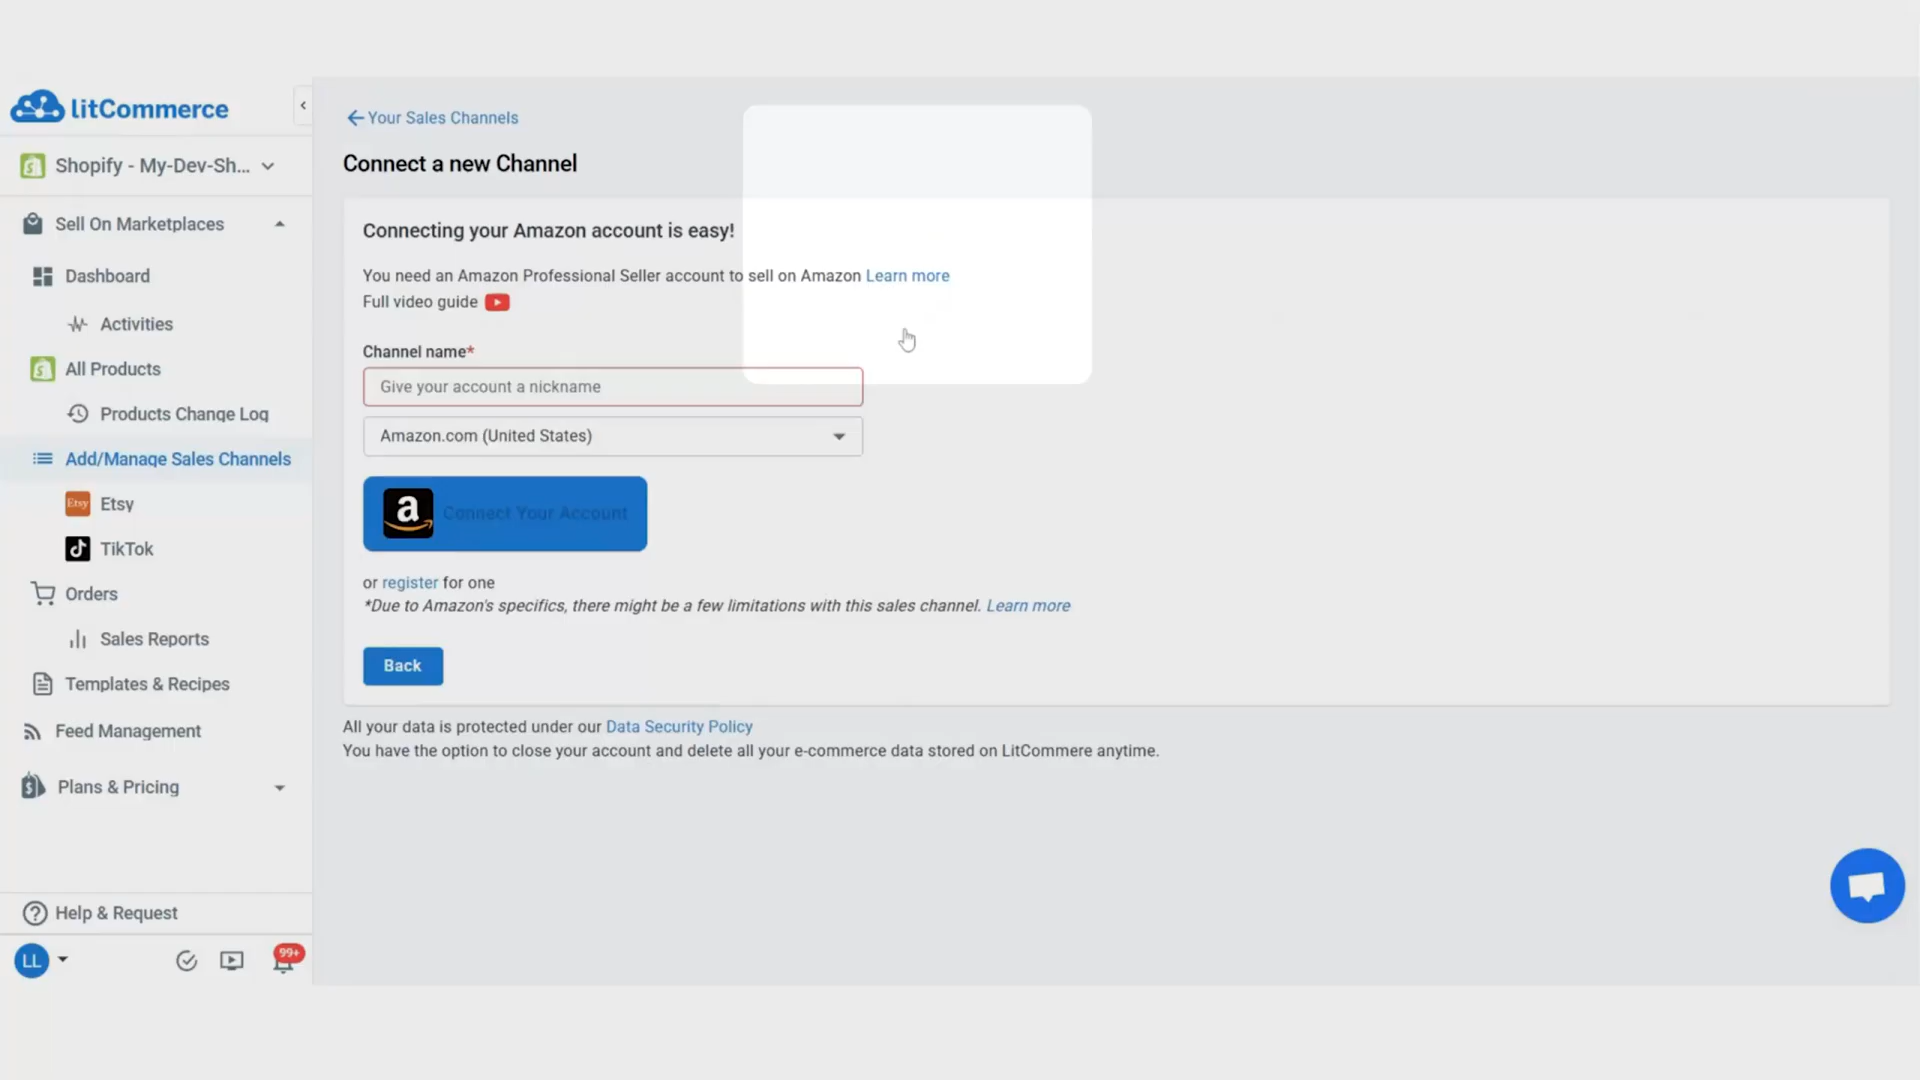 litCommerce
Shopify - My-Dev-Sh...
Sell On Marketplaces
Dashboard
Activities
All Products
Products Change Log
Add/Manage Sales Channels
Etsy
Etsy
TikTok
Orders
Sales Reports
Templates & Recipes
Feed Management
Plans & Pricing
Help & Request
LL
99+
Your Sales Channels
Connect a new Channel
Connecting your Amazon account is easy!
You need an Amazon Professional Seller account to sell on Amazon Learn more
Full video guide
Channel name*
Give your account a nickname
Amazon.com (United States)
a Connect Your Account
or register for one
*Due to Amazon's specifics, there might be a few limitations with this sales channel. Learn more
Back
All your data is protected under our Data Security Policy
You have the option to close your account and delete all your e-commerce data stored on LitCommere anytime.